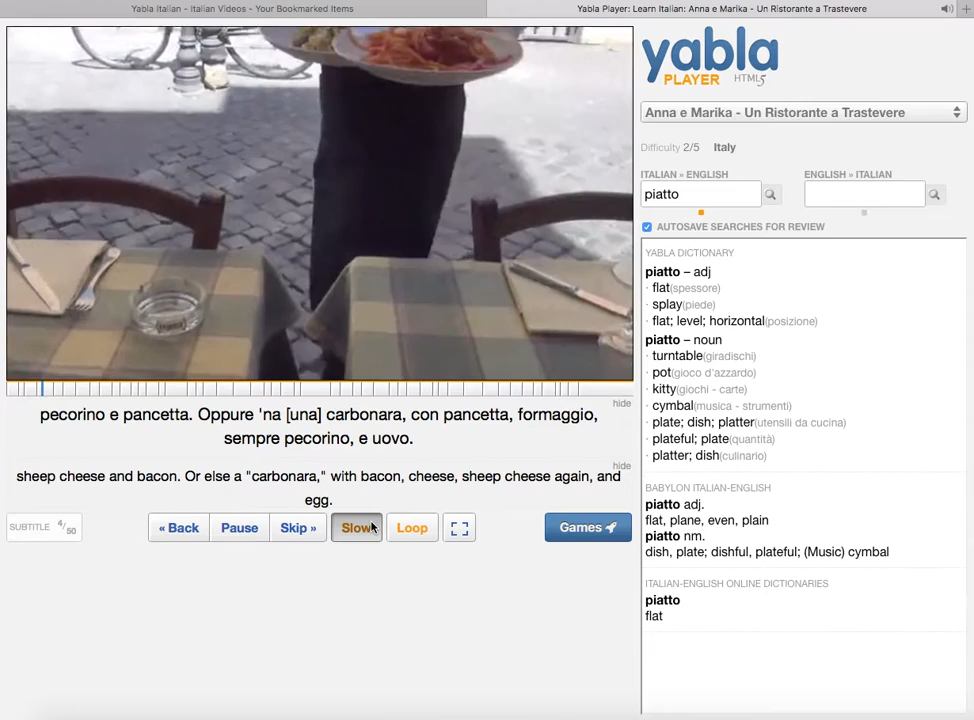 Yabla Italian - Italian Videos - Your Bookmarked Items
Yabla Player: Learn Italian: Anna e Marika - Un Ristorante a Trastevere
yabla
PLAYER HTML5
Anna e Marika - Un Ristorante a Trastevere
Difficulty 2/5 Italy
ITALIAN » ENGLISH
piatto
ENGLISH » ITALIAN
AUTOSAVE SEARCHES FOR REVIEW
YABLA DICTIONARY
piatto – adj
· flat(spessore)
· splay(piede)
· flat; level; horizontal(posizione)
piatto – noun
· turntable(giradischi)
· pot(gioco d'azzardo)
· kitty(giochi - carte)
· cymbal(musica - strumenti)
· plate; dish; platter(utensili da cucina)
· plateful; plate(quantità)
· platter; dish(culinario)
BABYLON ITALIAN-ENGLISH
piatto adj.
flat, plane, even, plain
piatto nm.
dish, plate; dishful, plateful; (Music) cymbal
ITALIAN-ENGLISH ONLINE DICTIONARIES
piatto
flat
hide
pecorino e pancetta. Oppure 'na [una] carbonara, con pancetta, formaggio,
sempre pecorino, e uovo.
hide
sheep cheese and bacon. Or else a "carbonara," with bacon, cheese, sheep cheese again, and
egg.
SUBTITLE 4/50
« Back
Pause
Skip »
Slow
Loop
Games